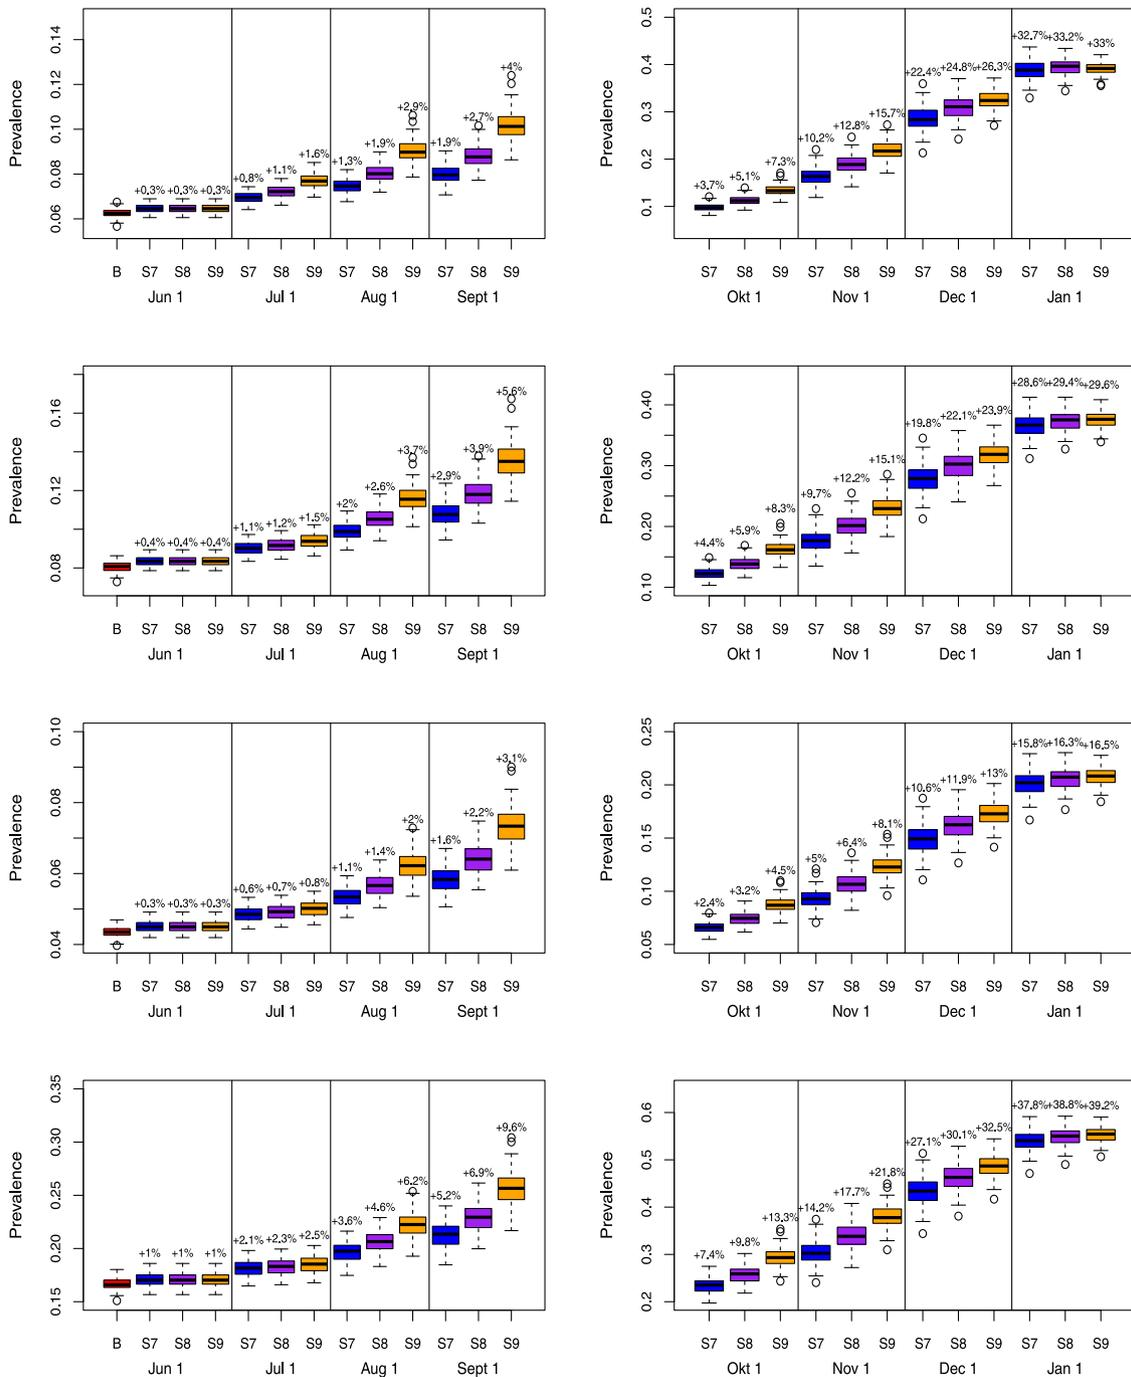 Prevalence
0.06 0.08 0.10 0.12 0.14
+0.3% +0.3% +0.3% +0.8% +1.1% +1.6% +1.3% +1.9% +2.9% +1.9% +2.7% +4%
B S7 S8 S9 S7 S8 S9 S7 S8 S9 S7 S8 S9
Jun 1 Jul 1 Aug 1 Sept 1
Prevalence
0.1 0.2 0.3 0.4 0.5
+3.7% +5.1% +7.3% +10.2% +12.8% +15.7% +22.4% +24.8% +26.3% +32.7% +33.2% +33%
S7 S8 S9 S7 S8 S9 S7 S8 S9 S7 S8 S9
Okt 1 Nov 1 Dec 1 Jan 1
Prevalence
0.08 0.12 0.16
+0.4% +0.4% +0.4% +1.1% +1.2% +1.5% +2% +2.6% +3.7% +2.9% +3.9% +5.6%
B S7 S8 S9 S7 S8 S9 S7 S8 S9 S7 S8 S9
Jun 1 Jul 1 Aug 1 Sept 1
Prevalence
0.10 0.20 0.30 0.40
+4.4% +5.9% +8.3% +9.7% +12.2% +15.1% +19.8% +22.1% +23.9% +28.6% +29.4% +29.6%
S7 S8 S9 S7 S8 S9 S7 S8 S9 S7 S8 S9
Okt 1 Nov 1 Dec 1 Jan 1
Prevalence
0.04 0.06 0.08 0.10
+0.3% +0.3% +0.3% +0.6% +0.7% +0.8% +1.1% +1.4% +2% +1.6% +2.2% +3.1%
B S7 S8 S9 S7 S8 S9 S7 S8 S9 S7 S8 S9
Jun 1 Jul 1 Aug 1 Sept 1
Prevalence
0.05 0.10 0.15 0.20 0.25
+2.4% +3.2% +4.5% +5% +6.4% +8.1% +10.6% +11.9% +13% +15.8% +16.3% +16.5%
S7 S8 S9 S7 S8 S9 S7 S8 S9 S7 S8 S9
Okt 1 Nov 1 Dec 1 Jan 1
Prevalence
0.15 0.20 0.25 0.30 0.35
+1% +1% +1% +2.1% +2.3% +2.5% +3.6% +4.6% +6.2% +5.2% +6.9% +9.6%
B S7 S8 S9 S7 S8 S9 S7 S8 S9 S7 S8 S9
Jun 1 Jul 1 Aug 1 Sept 1
Prevalence
0.2 0.3 0.4 0.5 0.6
+7.4% +9.8% +13.3% +14.2% +17.7% +21.8% +27.1% +30.1% +32.5% +37.8% +38.8% +39.2%
S7 S8 S9 S7 S8 S9 S7 S8 S9 S7 S8 S9
Okt 1 Nov 1 Dec 1 Jan 1